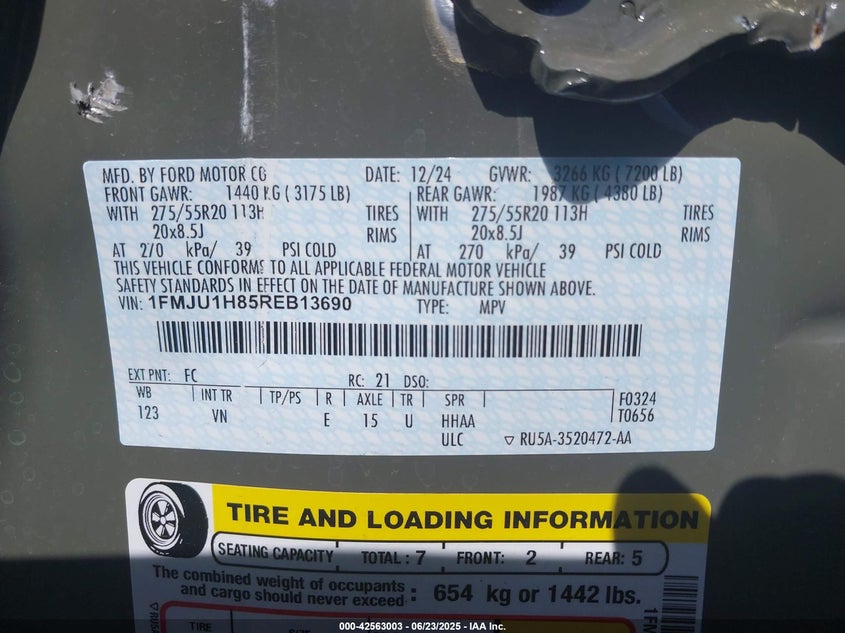 MFD. BY FORD MOTOR CO DATE: 12/24 GVWR: 3266 KG ( 7200 LB)
FRONT GAWR: 1440 KG ( 3175 LB) REAR GAWR: 1987 KG ( 4380 LB)
WITH 275/55R20 113H TIRES WITH 275/55R20 113H TIRES
20x8.5J RIMS 20x8.5J RIMS
AT 270 kPa/ 39 PSI COLD AT 270 kPa/ 39 PSI COLD
THIS VEHICLE CONFORMS TO ALL APPLICABLE FEDERAL MOTOR VEHICLE
SAFETY STANDARDS IN EFFECT ON THE DATE OF MANUFACTURE SHOWN ABOVE.
VIN: 1FMJU1H85REB13690 TYPE: MPV
EXT PNT: FC RC: 21 DSO:
WB INT TR TP/PS R AXLE TR SPR F0324
123 VN E 15 U HHAA T0656
ULC ▽ RU5A-3520472-AA
TIRE AND LOADING INFORMATION
SEATING CAPACITY TOTAL : 7 FRONT: 2 REAR: 5
The combined weight of occupants
and cargo should never exceed : 654 kg or 1442 lbs.
TIRE
000-42563003 - 06/23/2025 - IAA Inc.